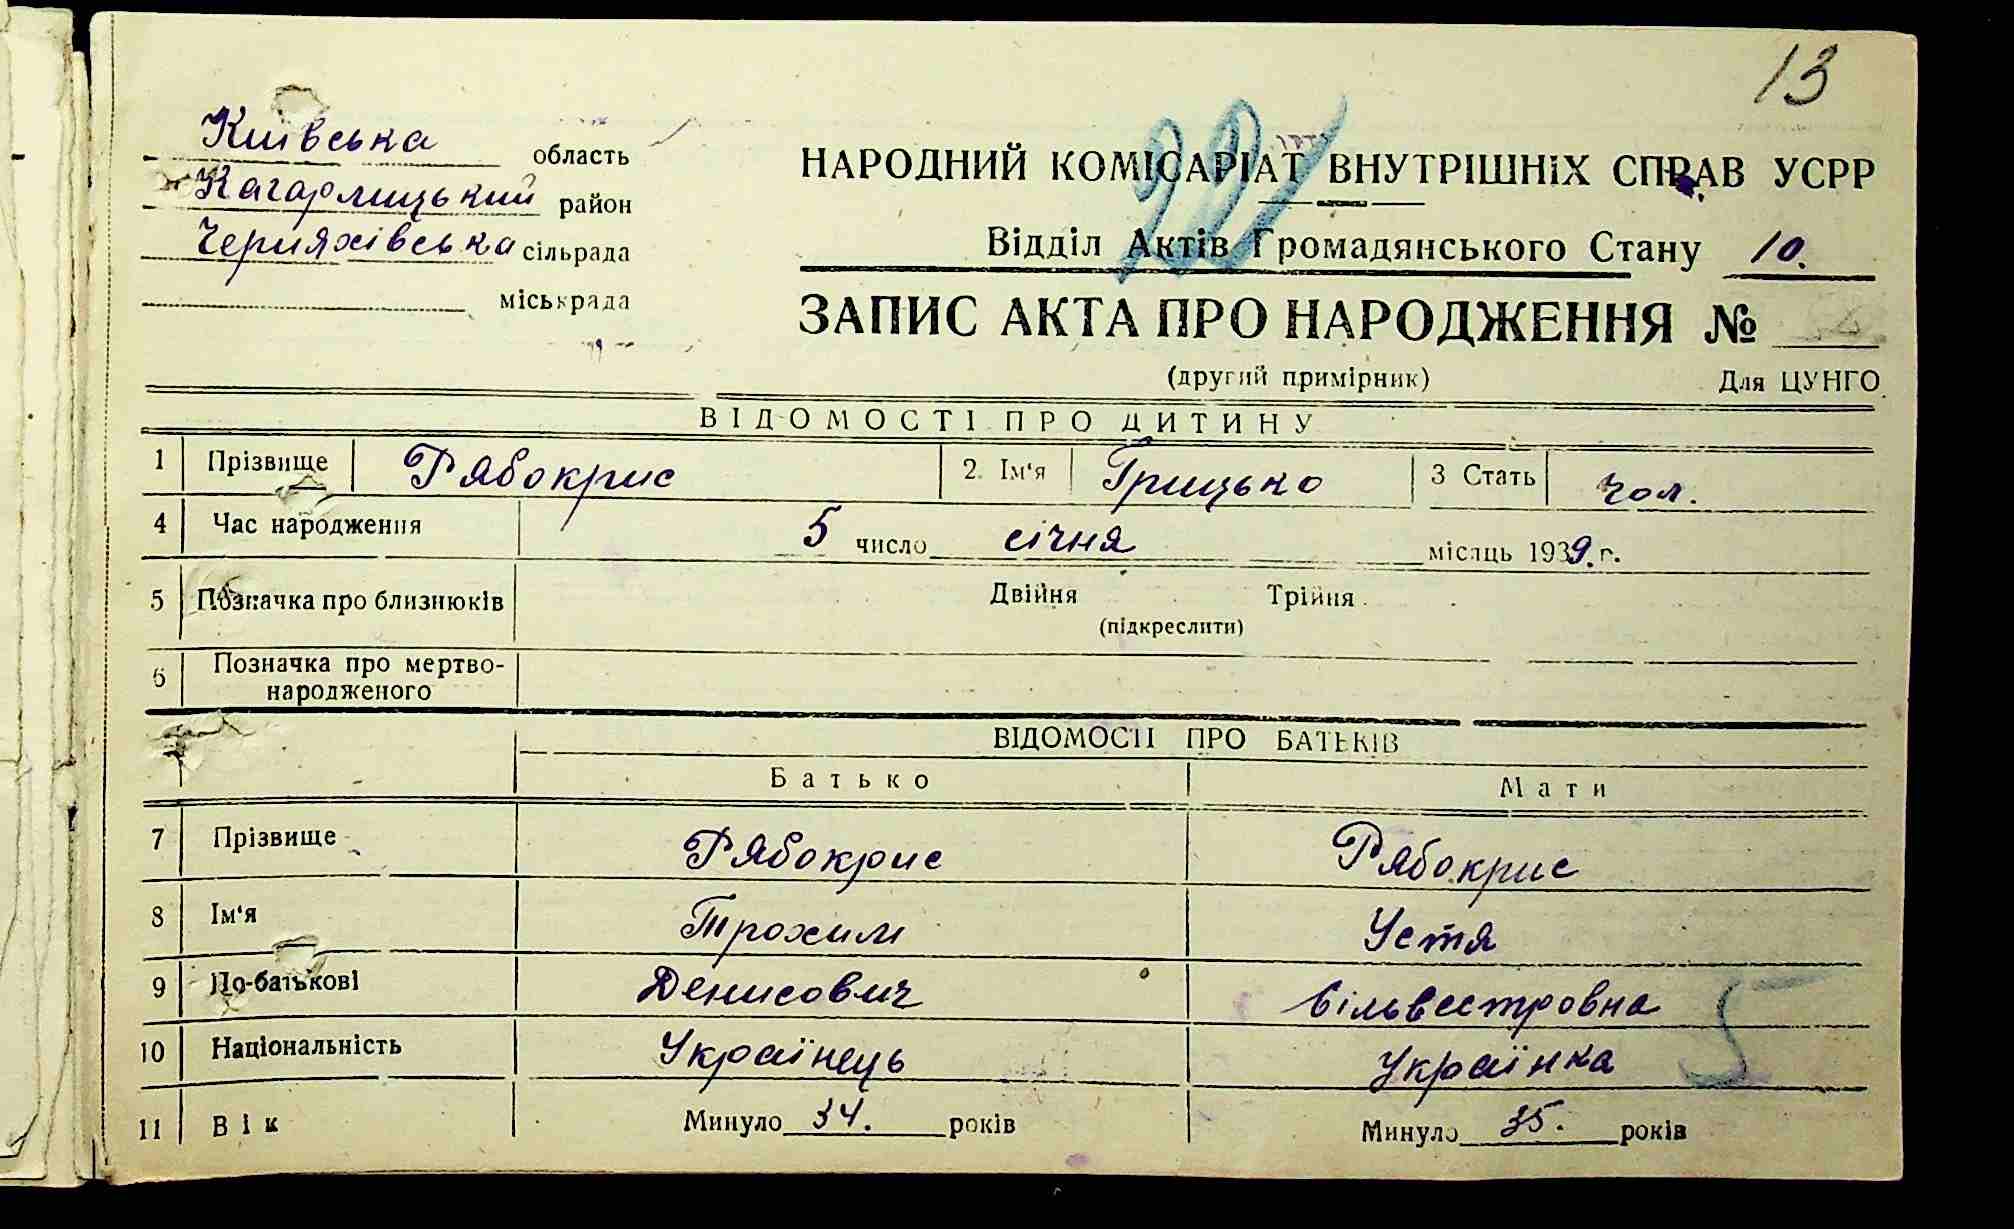 13
Київська область
Кагарлицький район
Черняхівська сільрада
міськрада
22
НАРОДНИЙ КОМІСАРІАТ ВНУТРІШНІХ СПРАВ УСРР
Відділ Актів Громадянського Стану 10.
ЗАПИС АКТА ПРО НАРОДЖЕННЯ №
(другий примірник) Для ЦУНГО
ВІДОМОСТІ ПРО ДИТИНУ
1 Прізвище Рябокрис 2. Ім'я Грицько 3 Стать чол.
4 Час народження 5 число січня місяць 1939 г.
5 Позначка про близнюків Двійня Трійня
(підкреслити)
6 Позначка про мертво-
народженого
ВІДОМОСТІ ПРО БАТЬКІВ
Батько Мати
7 Прізвище Рябокрис Рябокрис
8 Ім'я Трохим Устя
9 По-батькові Денисович Сільвестровна
5
10 Національність Українець Українка
11 Вік Минуло 34. років Минуло 35. років